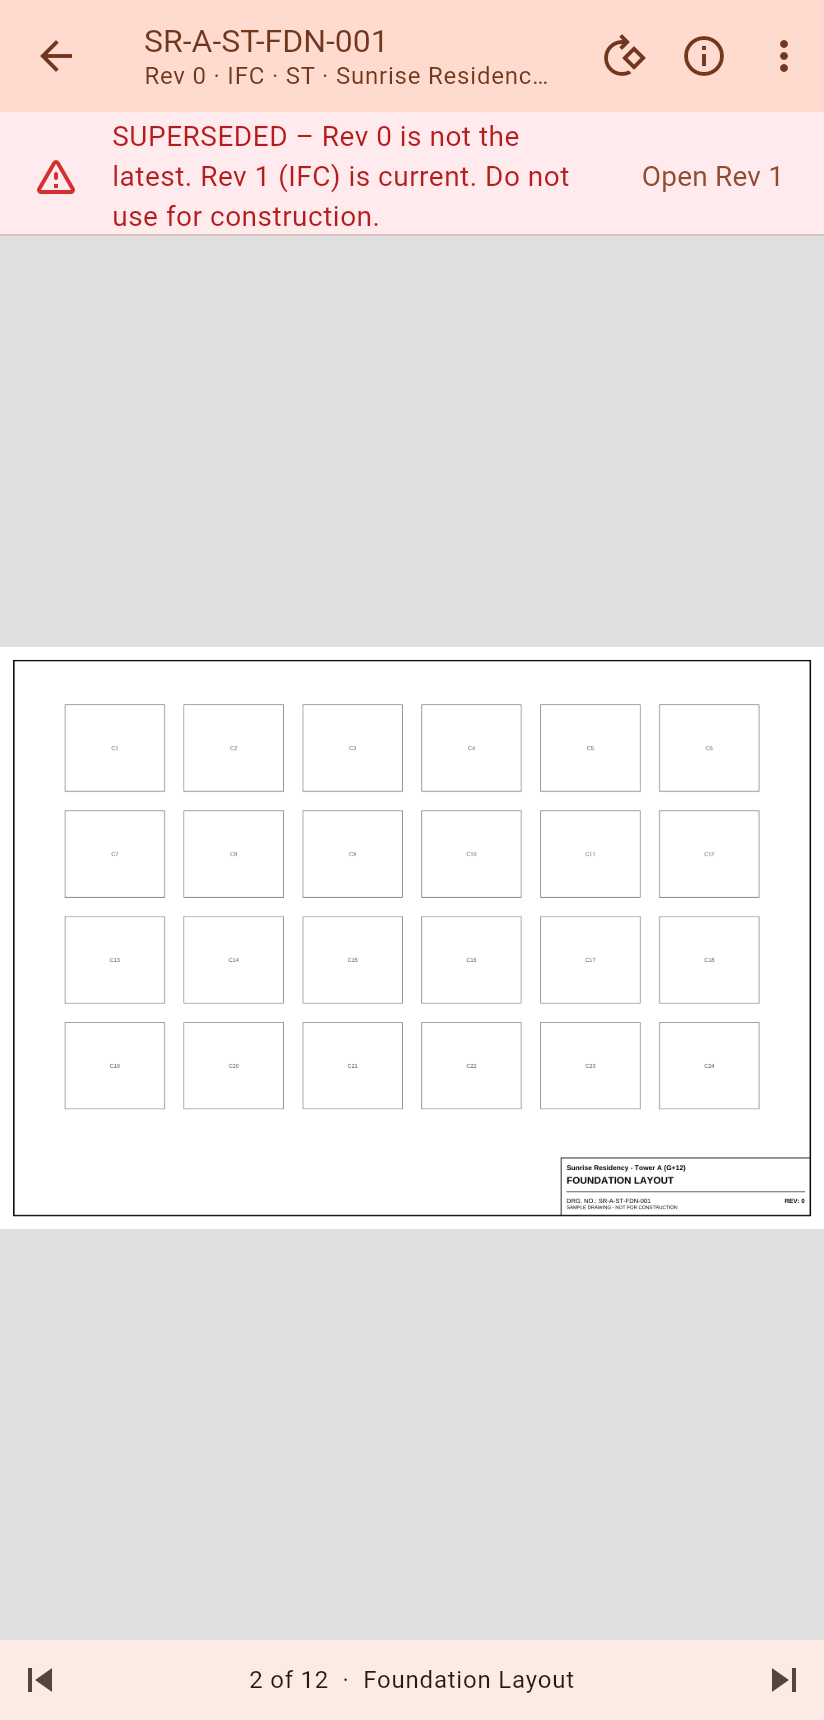 SR-A-ST-FDN-001
Rev 0 · IFC · ST · Sunrise Residenc…
SUPERSEDED – Rev 0 is not the
latest. Rev 1 (IFC) is current. Do not
use for construction.
Open Rev 1
C1 C2 C3 C4 C5 C6
C7 C8 C9 C10 C11 C12
C13 C14 C15 C16 C17 C18
C19 C20 C21 C22 C23 C24
Sunrise Residency - Tower A (G+12)
FOUNDATION LAYOUT
DRG. NO.: SR-A-ST-FDN-001 REV: 0
SAMPLE DRAWING - NOT FOR CONSTRUCTION
2 of 12 · Foundation Layout